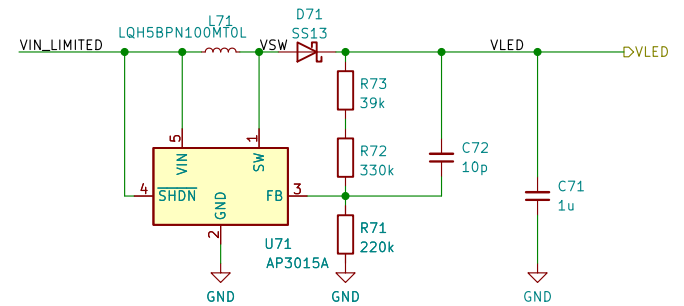 L71
LQH5BPN100MT0L
D71
SS13
VIN_LIMITED
VSW
VLED
VLED
R73
39k
5
1
VIN
SW
R72
330k
C72
10p
4
SHDN
FB
3
C71
1u
GND
2
R71
220k
U71
AP3015A
GND
GND
GND